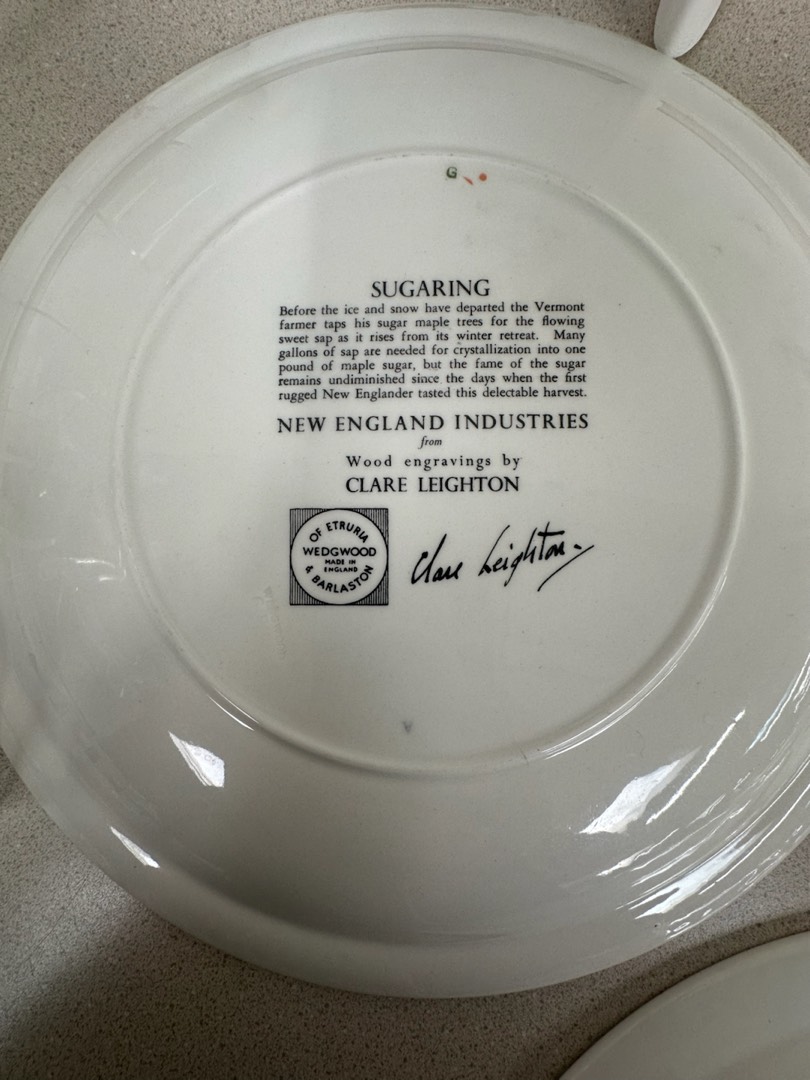 G
SUGARING
Before the ice and snow have departed the Vermont
farmer taps his sugar maple trees for the flowing
sweet sap as it rises from its winter retreat. Many
gallons of sap are needed for crystallization into one
pound of maple sugar, but the fame of the sugar
remains undiminished since the days when the first
rugged New Englander tasted this delectable harvest.
NEW ENGLAND INDUSTRIES
from
Wood engravings by
CLARE LEIGHTON
OF ETRURIA
WEDGWOOD
MADE IN
ENGLAND
& BARLASTON
Clare Leighton